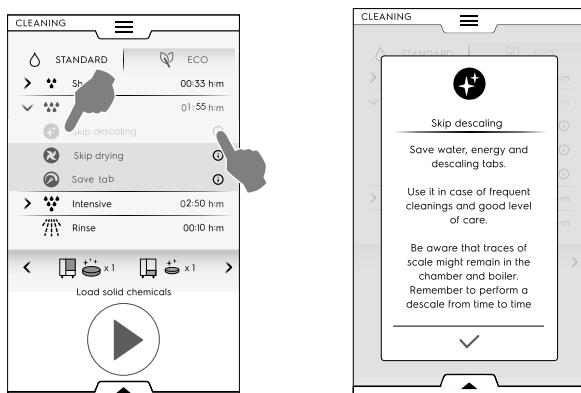 CLEANING
STANDARD
ECO
00:33 h:m
01:55 h:m
Skip descaling
Skip drying
Save tab
Intensive
02:50 h:m
Rinse
00:10 h:m
x 1
x 1
Load solid chemicals
CLEANING
STANDARD
ECO
Skip descaling
Save water, energy and
descaling tabs.
Use it in case of frequent
cleanings and good level
of care.
Be aware that traces of
scale might remain in the
chamber and boiler.
Remember to perform a
descale from time to time